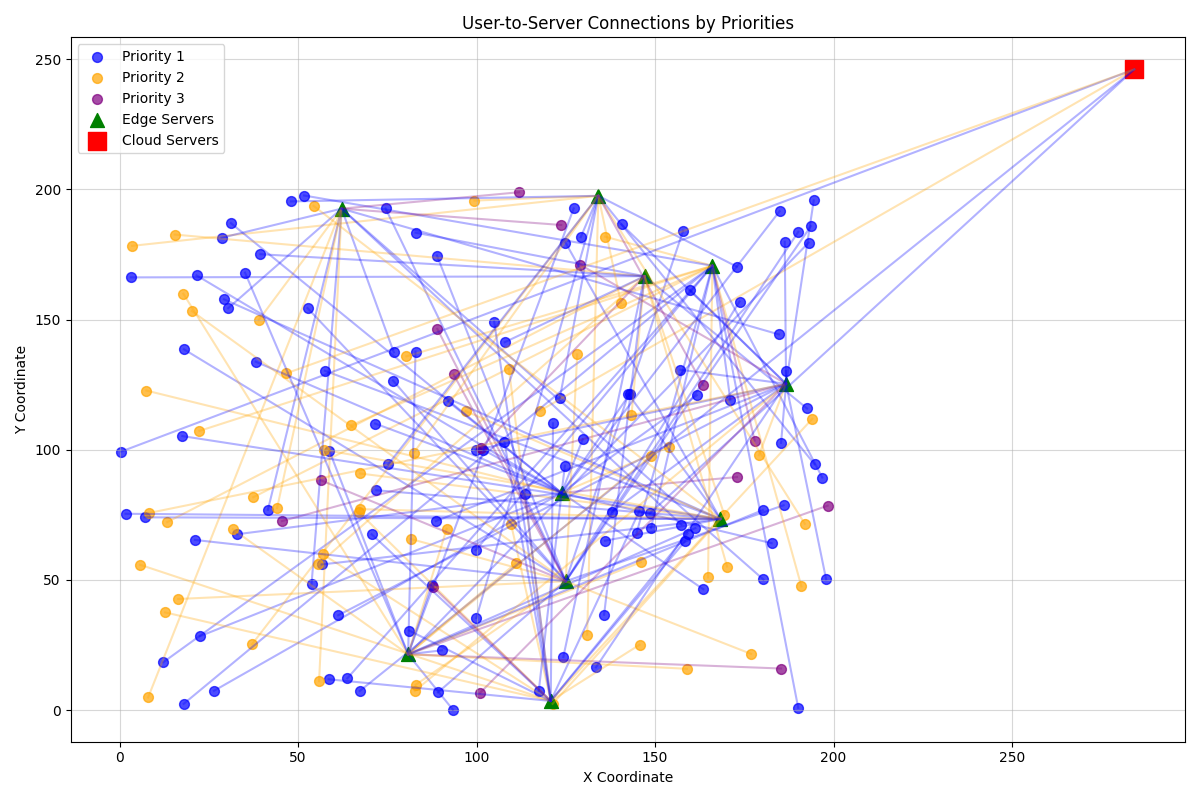 User-to-Server Connections by Priorities
Priority 1
Priority 2
Priority 3
Edge Servers
Cloud Servers
Y Coordinate
250
200
150
100
50
0
0 50 100 150 200 250
X Coordinate